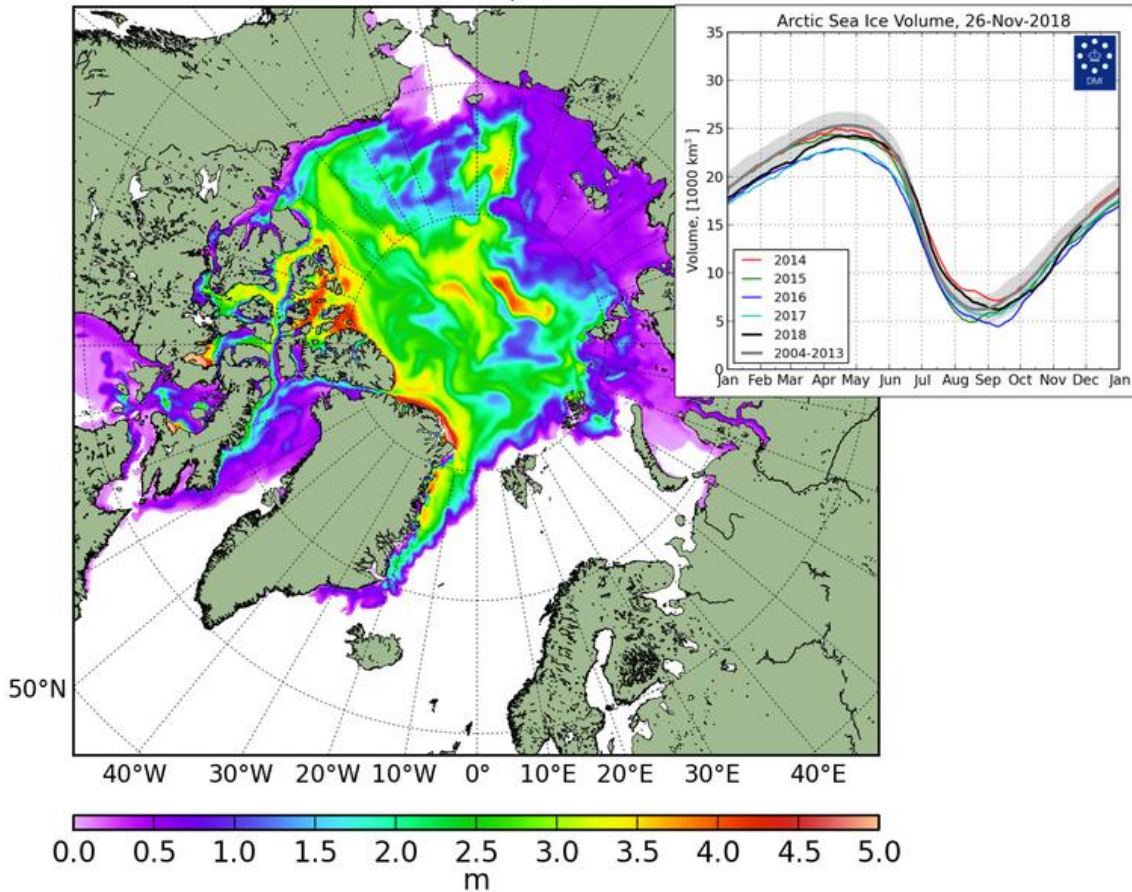 Arctic Sea Ice Volume, 26-Nov-2018
DMI
Volume, [1000 km³]
35
30
25
20
15
10
5
0
2014
2015
2016
2017
2018
2004-2013
Jan Feb Mar Apr May Jun Jul Aug Sep Oct Nov Dec Jan
50°N
40°W 30°W 20°W 10°W 0° 10°E 20°E 30°E 40°E
0.0 0.5 1.0 1.5 2.0 2.5 3.0 3.5 4.0 4.5 5.0
m